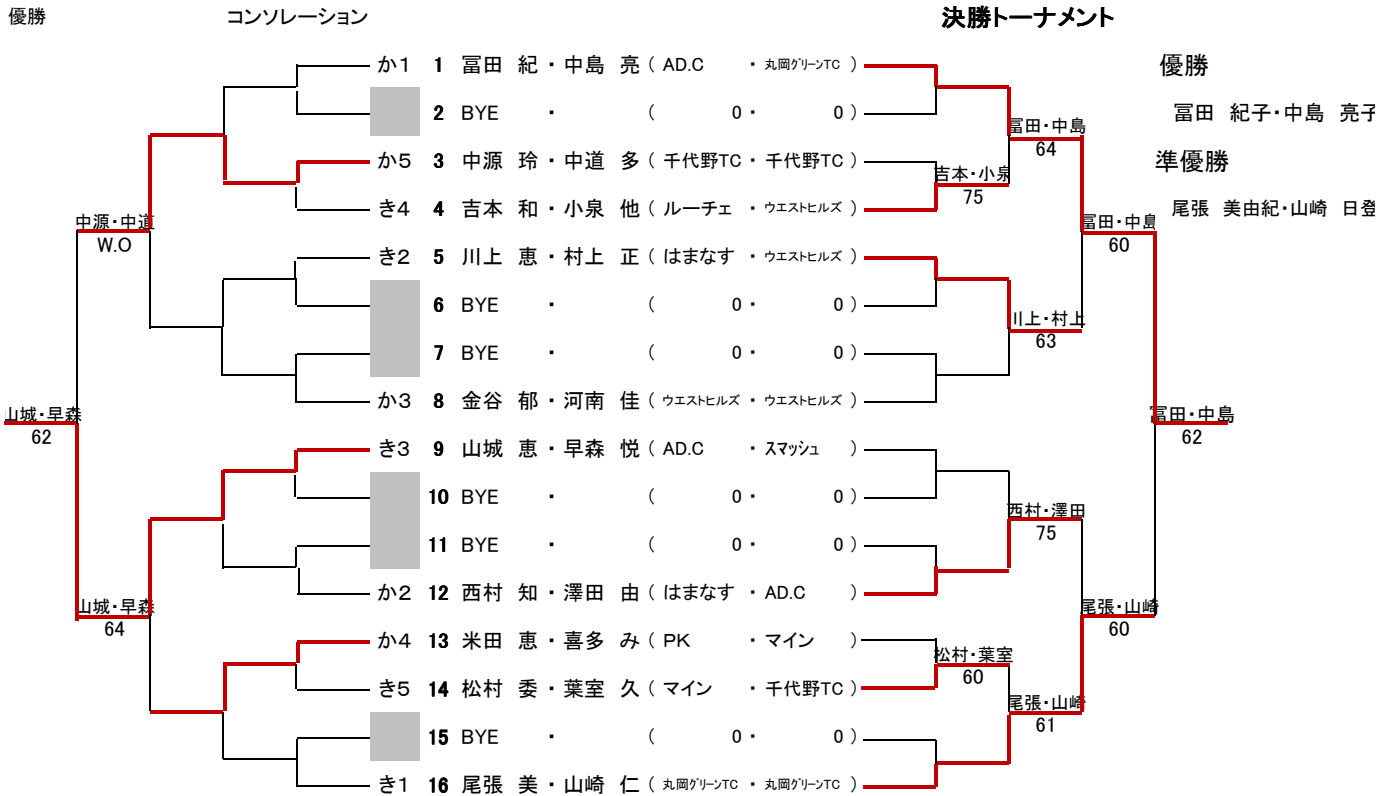 優勝 コンソレーション 決勝トーナメント
か1 1 冨田 紀・中島 亮 ( AD.C ・ 丸岡グリーンTC )
優勝
2 BYE ・ ( 0 ・ 0 )
冨田 紀子・中島 亮子
冨田・中島
64
か5 3 中源 玲・中道 多 ( 千代野TC ・ 千代野TC )
準優勝
吉本・小泉
75
き4 4 吉本 和・小泉 他 ( ルーチェ ・ ウエストヒルズ )
尾張 美由紀・山崎 日登
中源・中道
W.O
冨田・中島
60
き2 5 川上 恵・村上 正 ( はまなす ・ ウエストヒルズ )
6 BYE ・ ( 0 ・ 0 )
川上・村上
63
7 BYE ・ ( 0 ・ 0 )
か3 8 金谷 郁・河南 佳 ( ウエストヒルズ ・ ウエストヒルズ )
山城・早森
62
冨田・中島
62
き3 9 山城 恵・早森 悦 ( AD.C ・ スマッシュ )
10 BYE ・ ( 0 ・ 0 )
西村・澤田
75
11 BYE ・ ( 0 ・ 0 )
か2 12 西村 知・澤田 由 ( はまなす ・ AD.C )
山城・早森
64
尾張・山崎
60
か4 13 米田 恵・喜多 み ( PK ・ マイン )
松村・葉室
60
き5 14 松村 委・葉室 久 ( マイン ・ 千代野TC )
尾張・山崎
61
15 BYE ・ ( 0 ・ 0 )
き1 16 尾張 美・山崎 仁 ( 丸岡グリーンTC ・ 丸岡グリーンTC )